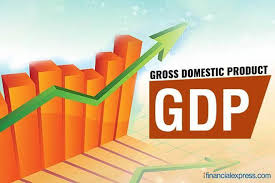 GROSS DOMESTIC PRODUCT
GDP
financialexpress.com